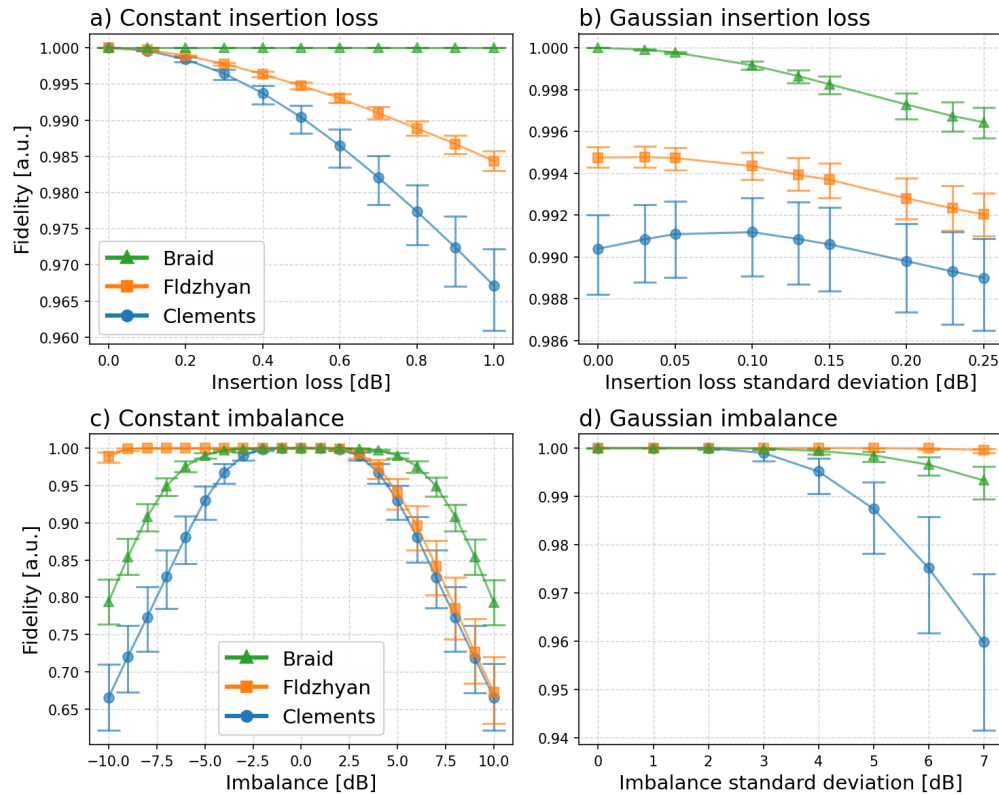 a) Constant insertion loss
1.000
0.995
0.990
0.985
0.980
0.975
0.970
0.965
0.960
Fidelity [a.u.]
Braid
Fldzhyan
Clements
0.0 0.2 0.4 0.6 0.8 1.0
Insertion loss [dB]
b) Gaussian insertion loss
1.000
0.998
0.996
0.994
0.992
0.990
0.988
0.986
0.00 0.05 0.10 0.15 0.20 0.25
Insertion loss standard deviation [dB]
c) Constant imbalance
1.00
0.95
0.90
0.85
0.80
0.75
0.70
0.65
Fidelity [a.u.]
Braid
Fldzhyan
Clements
−10.0 −7.5 −5.0 −2.5 0.0 2.5 5.0 7.5 10.0
Imbalance [dB]
d) Gaussian imbalance
1.00
0.99
0.98
0.97
0.96
0.95
0.94
0 1 2 3 4 5 6 7
Imbalance standard deviation [dB]